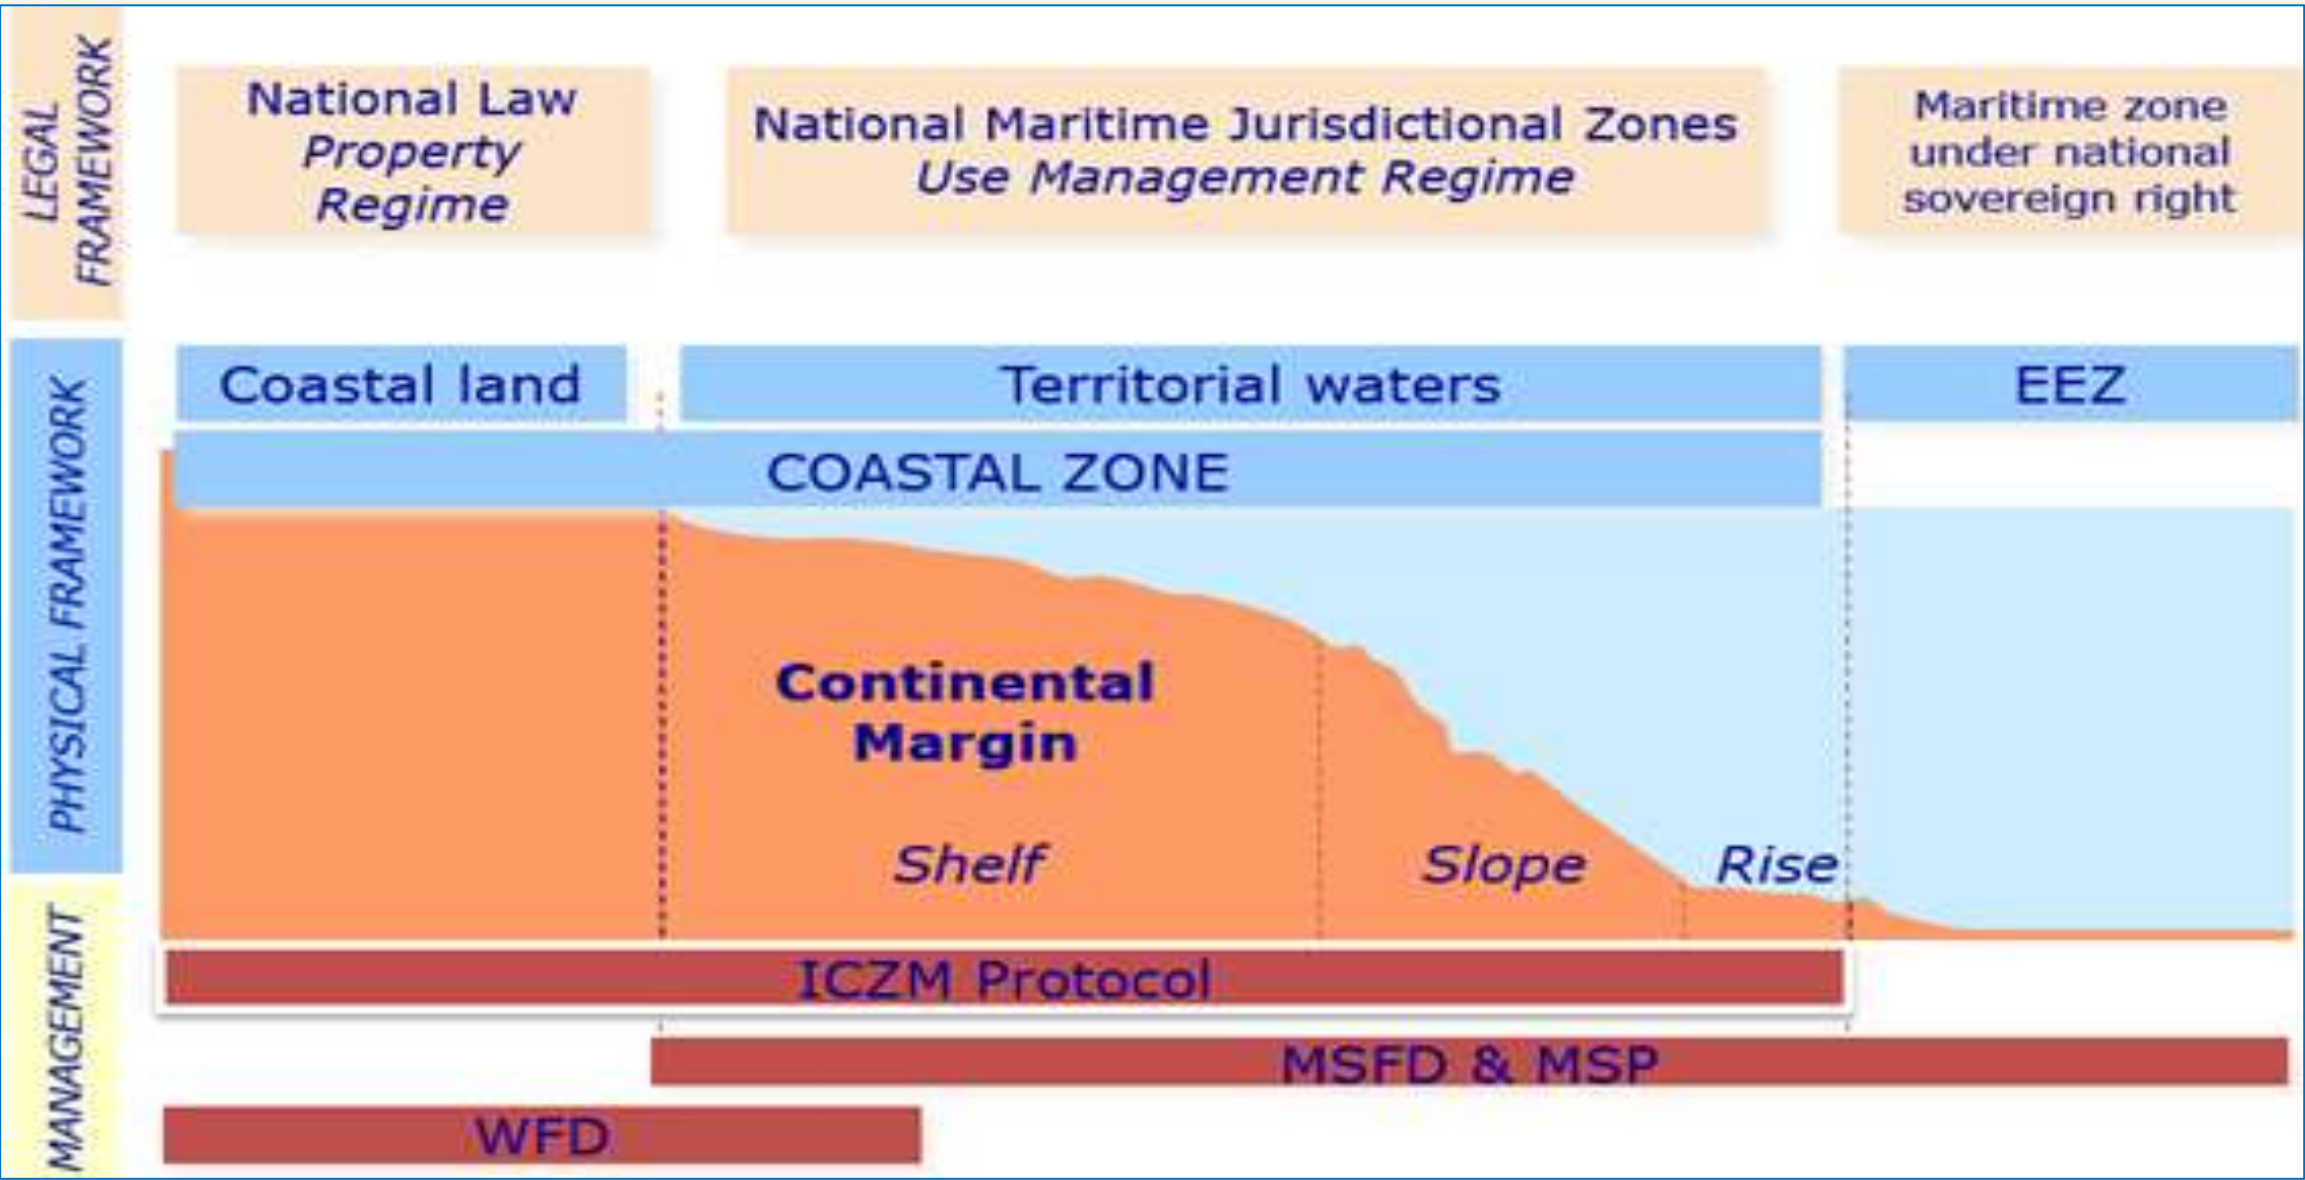 LEGAL
FRAMEWORK
National Law
Property
Regime
National Maritime Jurisdictional Zones
Use Management Regime
Maritime zone
under national
sovereign right
PHYSICAL FRAMEWORK
Coastal land
Territorial waters
EEZ
COASTAL ZONE
Continental
Margin
Shelf
Slope
Rise
MANAGEMENT
ICZM Protocol
MSFD & MSP
WFD